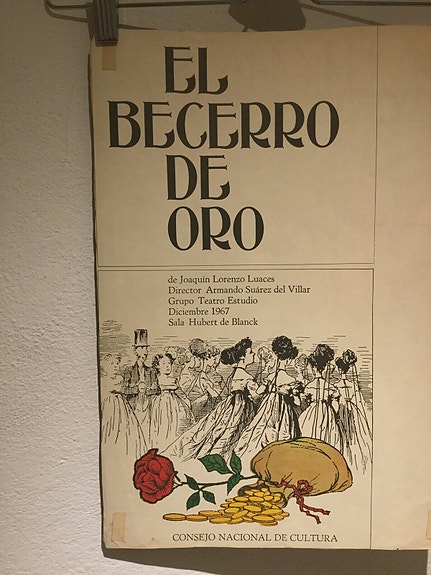 EL
BECERRO
DE
ORO
de Joaquín Lorenzo Luaces
Director Armando Suárez del Villar
Grupo Teatro Estudio
Diciembre 1967
Sala Hubert de Blanck
CONSEJO NACIONAL DE CULTURA